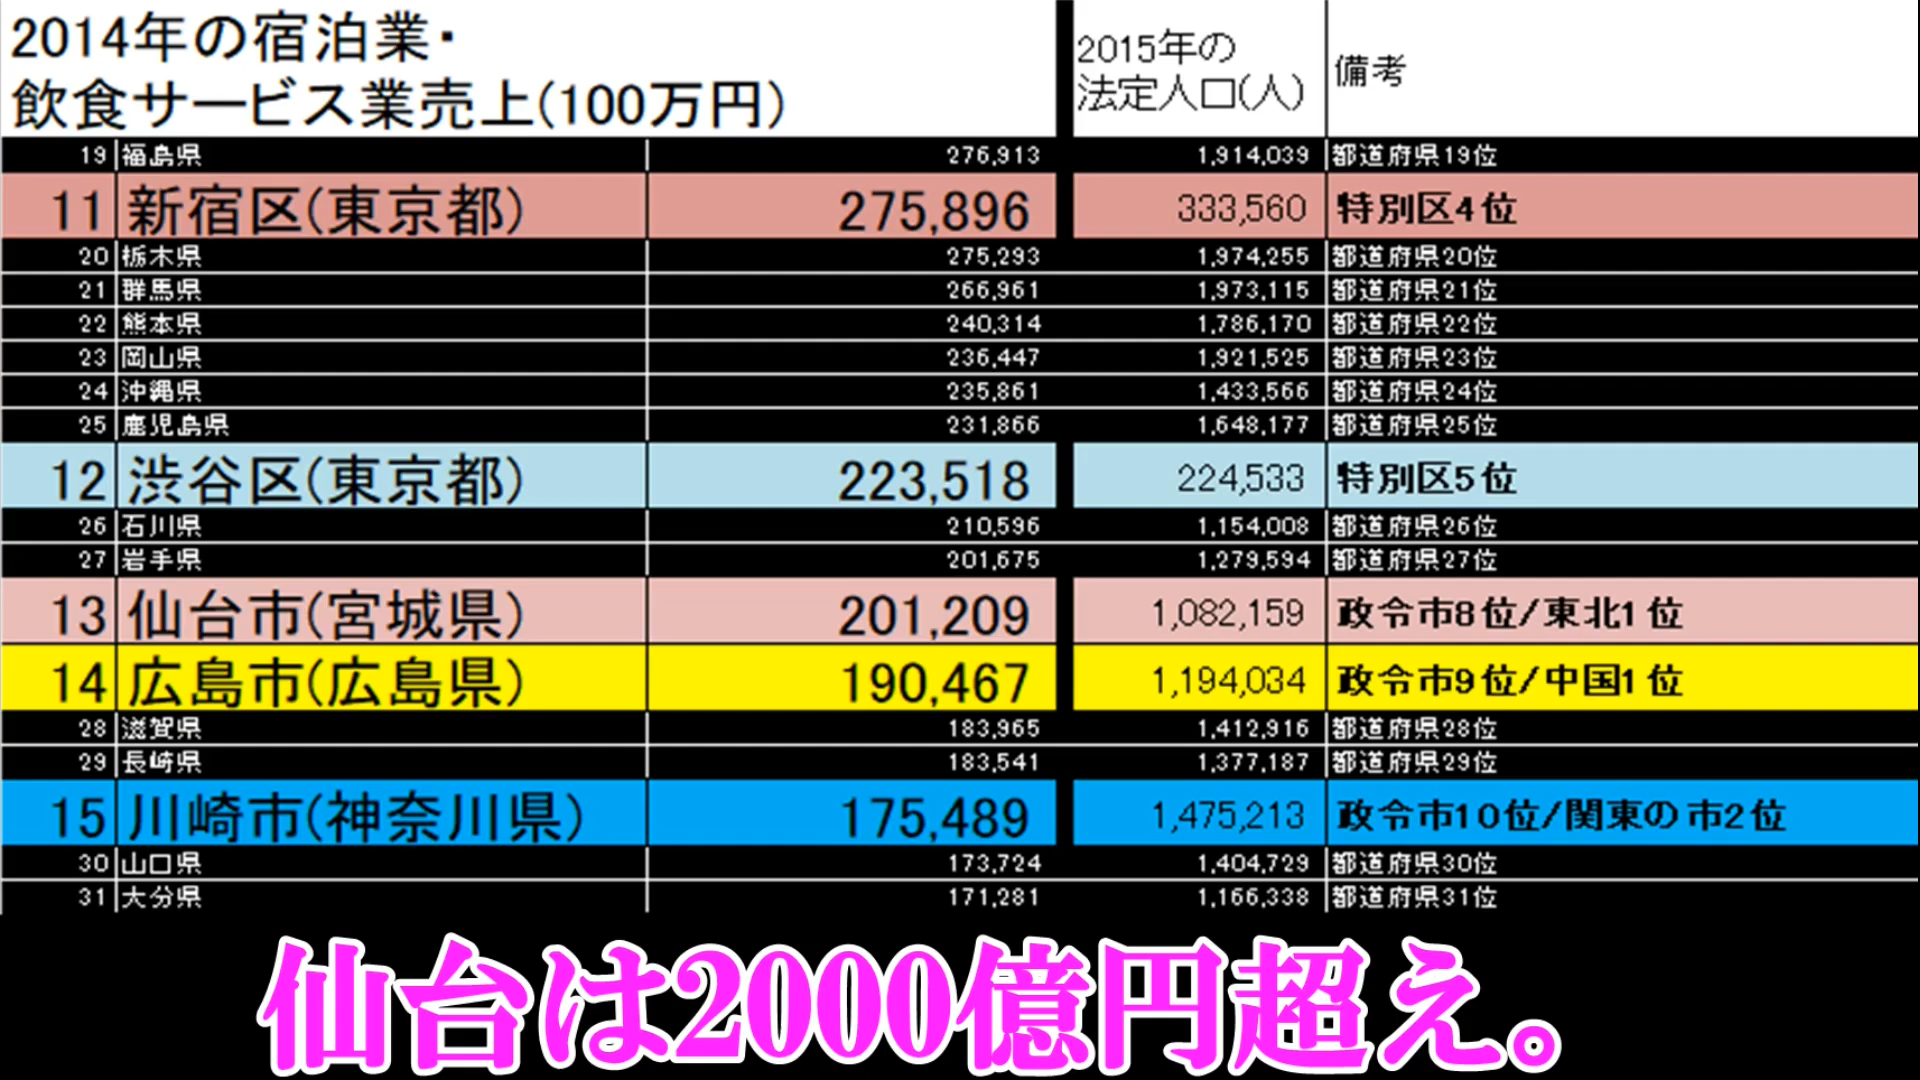 2014年の宿泊業・
飲食サービス業売上(100万円)
2015年の
法定人口(人)
備考
19 福島県 276,913 1,914,039 都道府県19位
11 新宿区(東京都) 275,896 333,560 特別区4位
20 栃木県 275,293 1,974,255 都道府県20位
21 群馬県 266,961 1,973,115 都道府県21位
22 熊本県 240,314 1,786,170 都道府県22位
23 岡山県 236,447 1,921,525 都道府県23位
24 沖縄県 235,861 1,433,566 都道府県24位
25 鹿児島県 231,866 1,648,177 都道府県25位
12 渋谷区(東京都) 223,518 224,533 特別区5位
26 石川県 210,596 1,154,008 都道府県26位
27 岩手県 201,675 1,279,594 都道府県27位
13 仙台市(宮城県) 201,209 1,082,159 政令市8位/東北1位
14 広島市(広島県) 190,467 1,194,034 政令市9位/中国1位
28 滋賀県 183,965 1,412,916 都道府県28位
29 長崎県 183,541 1,377,187 都道府県29位
15 川崎市(神奈川県) 175,489 1,475,213 政令市10位/関東の市2位
30 山口県 173,724 1,404,729 都道府県30位
31 大分県 171,281 1,166,338 都道府県31位
仙台は2000億円超え。